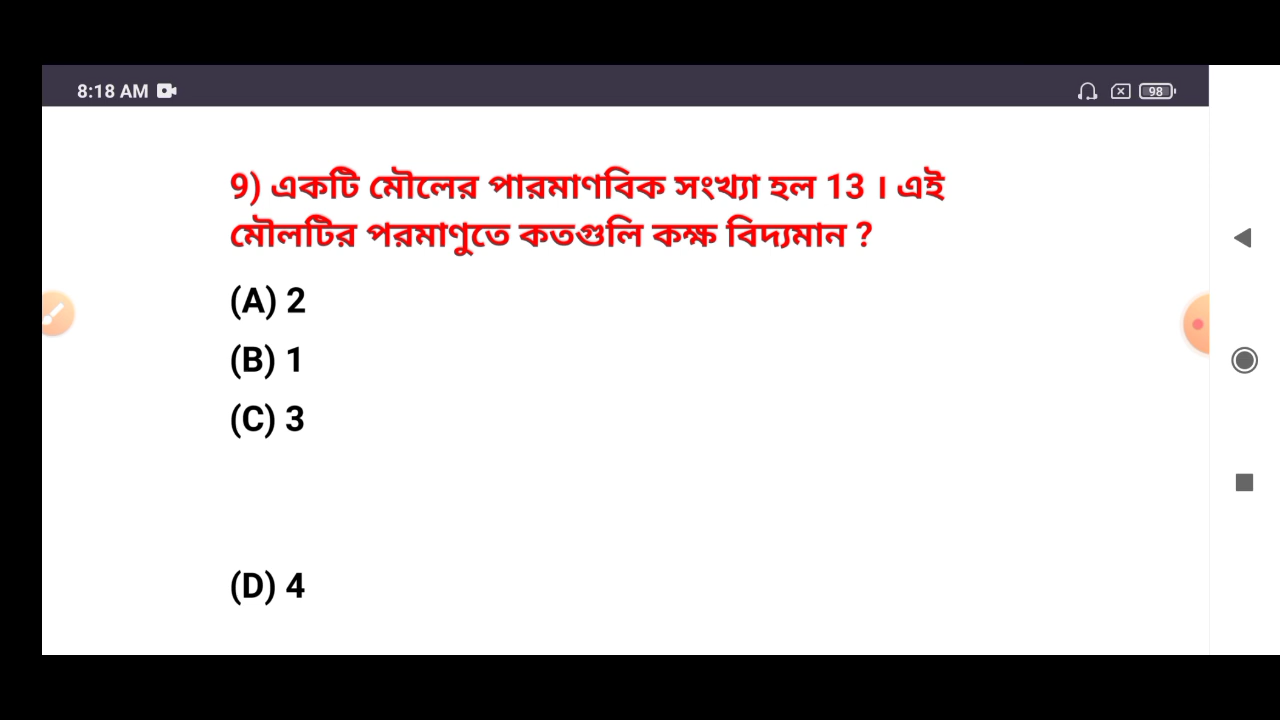 8:18 AM
98
9) একটি মৌলের পারমাণবিক সংখ্যা হল 13 । এই
মৌলটির পরমাণুতে কতগুলি কক্ষ বিদ্যমান ?
(A) 2
(B) 1
(C) 3
(D) 4